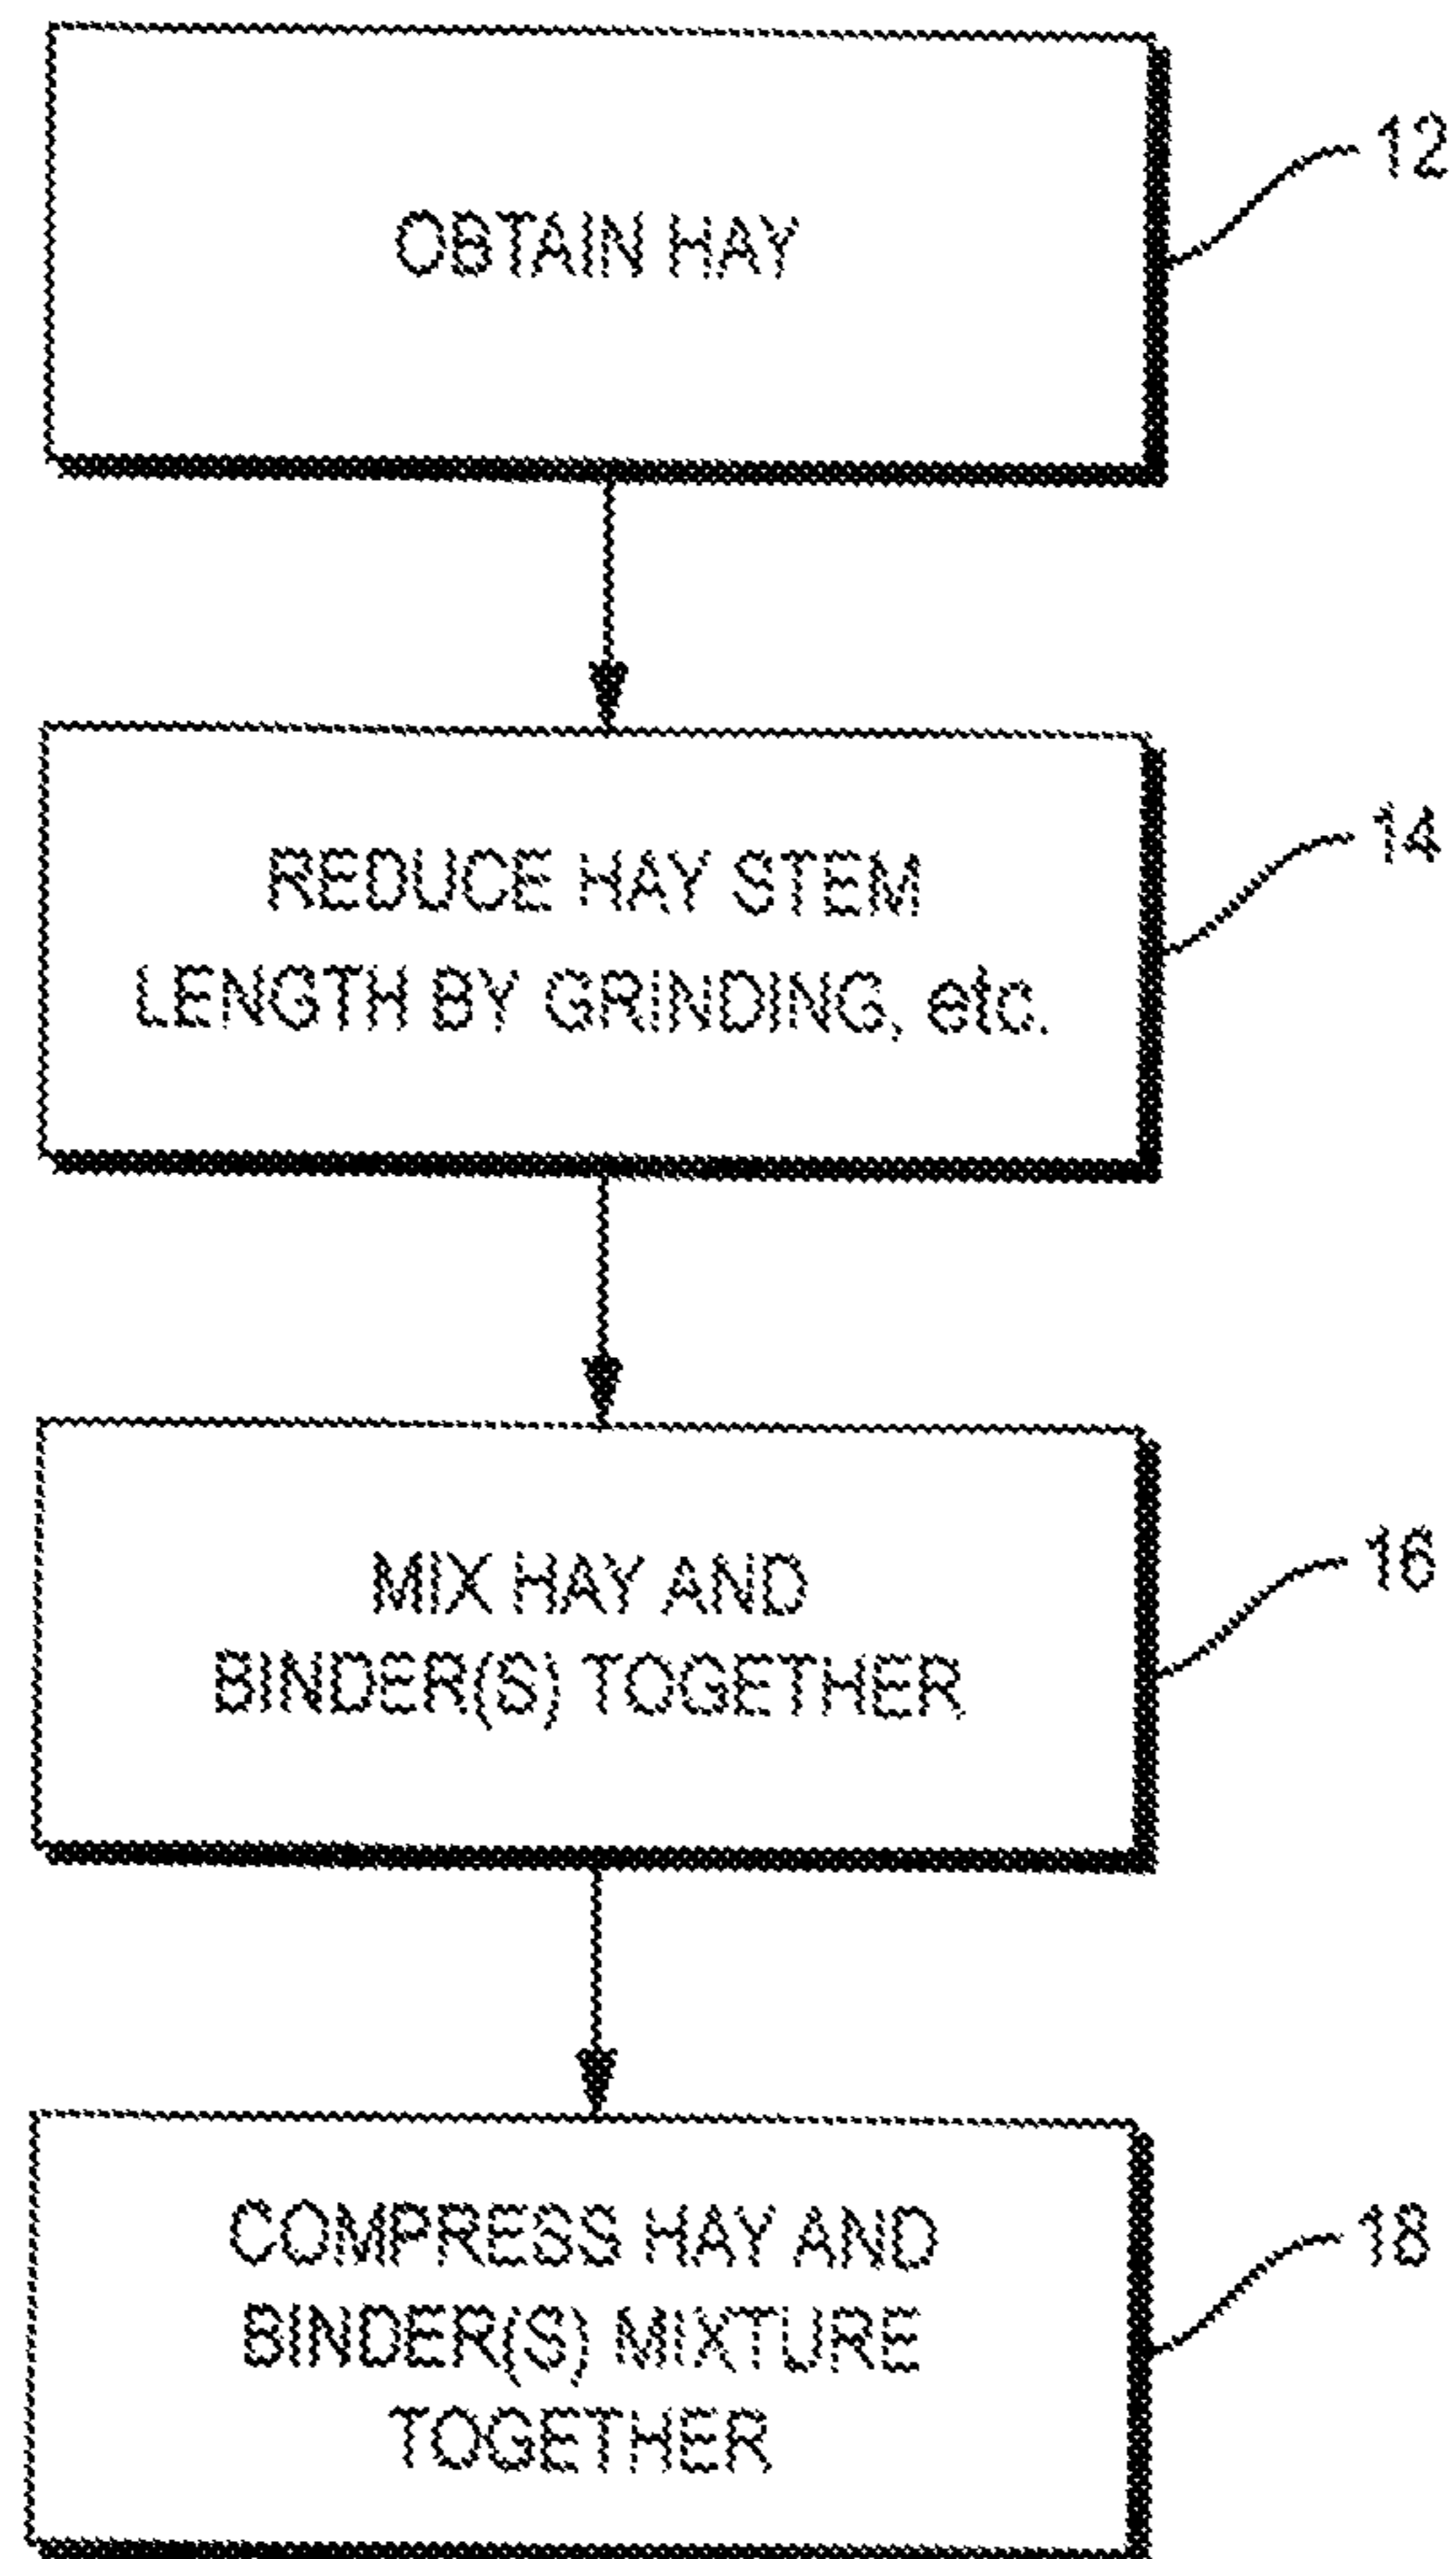 OBTAIN HAY
12
REDUCE HAY STEM
LENGTH BY GRINDING, etc.
14
MIX HAY AND
BINDER(S) TOGETHER
16
COMPRESS HAY AND
BINDER(S) MIXTURE
TOGETHER
18